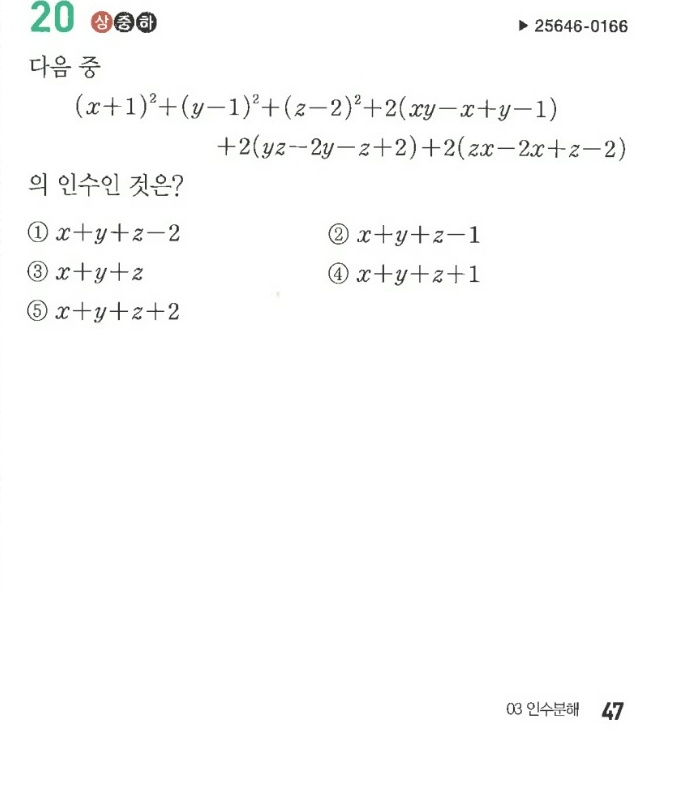 20 상 중 하 ▶ 25646-0166
다음 중
(x+1)²+(y−1)²+(z−2)²+2(xy−x+y−1)
+2(yz−2y−z+2)+2(zx−2x+z−2)
의 인수인 것은?
① x+y+z−2 ② x+y+z−1
③ x+y+z ④ x+y+z+1
⑤ x+y+z+2
03 인수분해 47